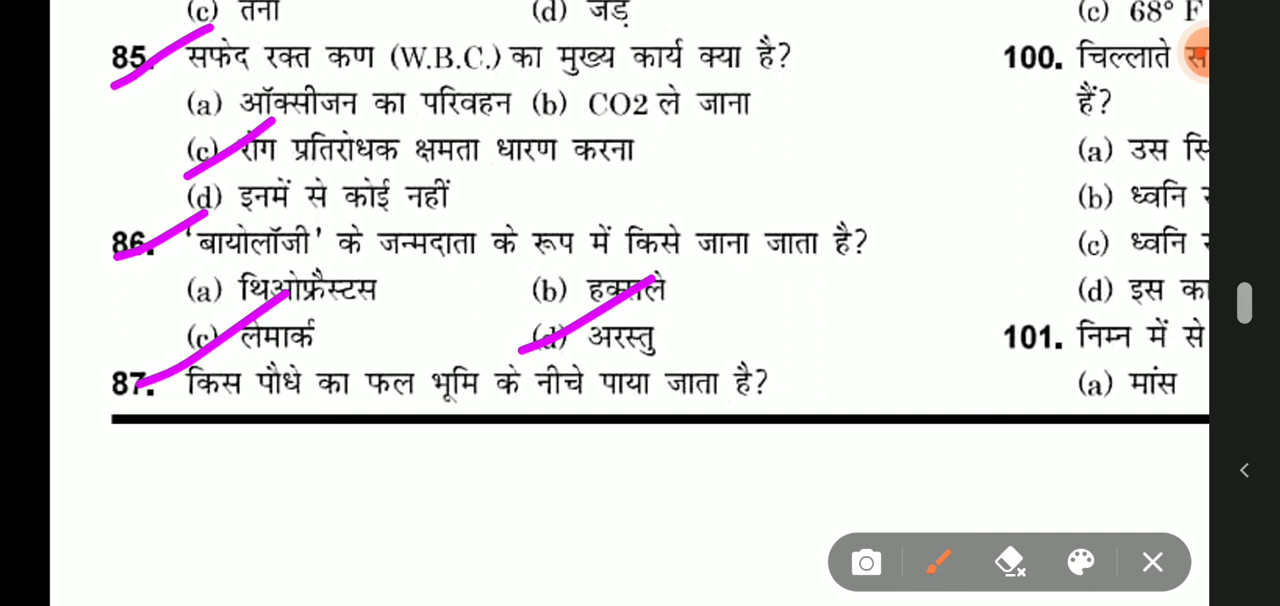 (c) तना (d) जड़
85. सफेद रक्त कण (W.B.C.) का मुख्य कार्य क्या है?
(a) ऑक्सीजन का परिवहन (b) CO2 ले जाना
(c) रोग प्रतिरोधक क्षमता धारण करना
(d) इनमें से कोई नहीं
86. 'बायोलॉजी' के जन्मदाता के रूप में किसे जाना जाता है?
(a) थिओफ्रैस्टस (b) हक्सले
(c) लेमार्क (d) अरस्तु
87. किस पौधे का फल भूमि के नीचे पाया जाता है?
(c) 68° F
100. चिल्लाते
हैं?
(a) उस
(b) ध्वनि
(c) ध्वनि
(d) इस का
101. निम्न में से
(a) मांस